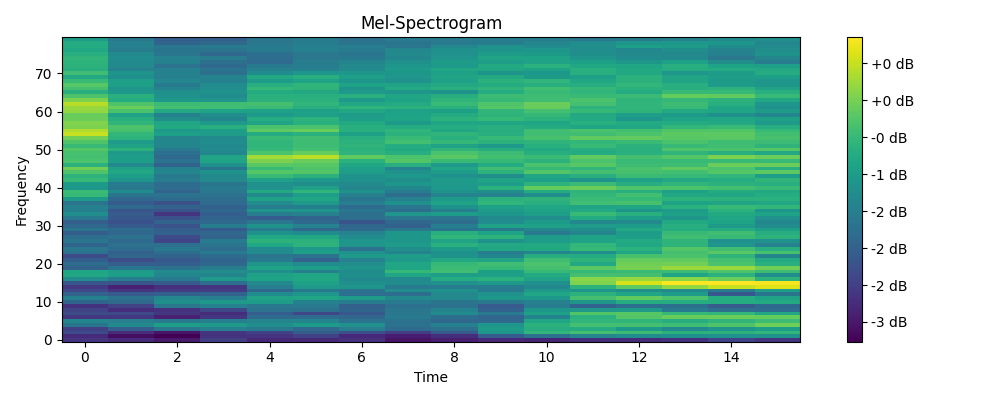 Mel-Spectrogram
Frequency
70
60
50
40
30
20
10
0
0 2 4 6 8 10 12 14
Time
+0 dB
+0 dB
-0 dB
-1 dB
-2 dB
-2 dB
-2 dB
-3 dB